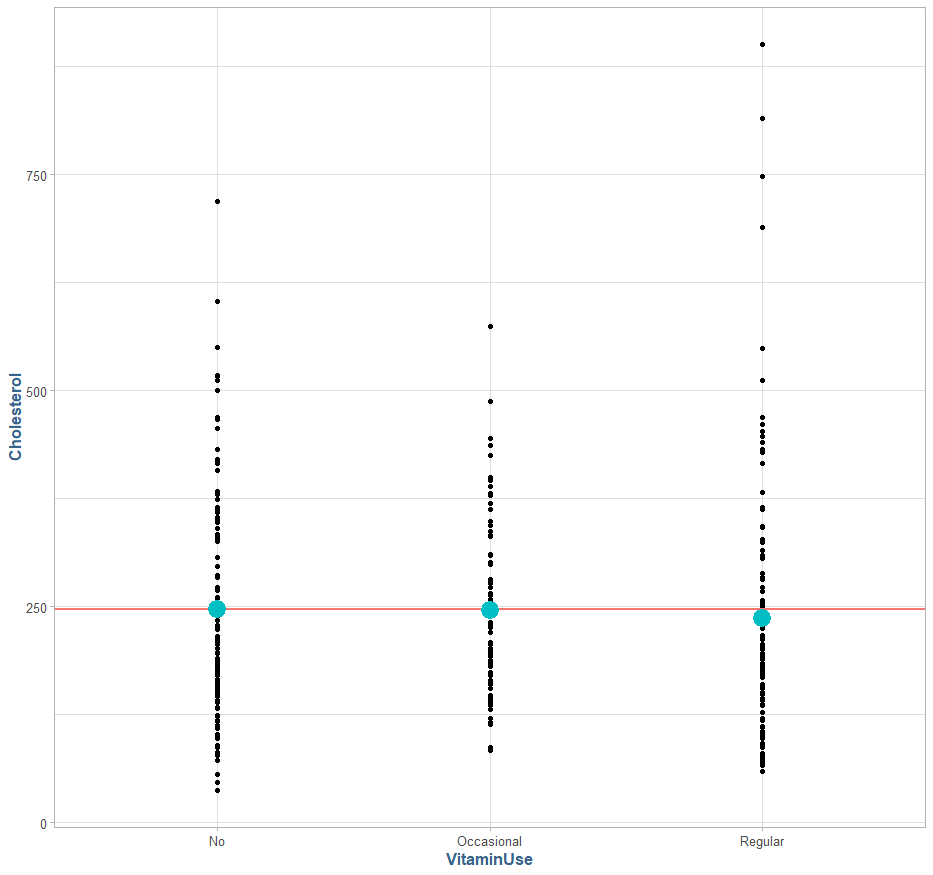 750
500
250
0
Cholesterol
No Occasional Regular
VitaminUse